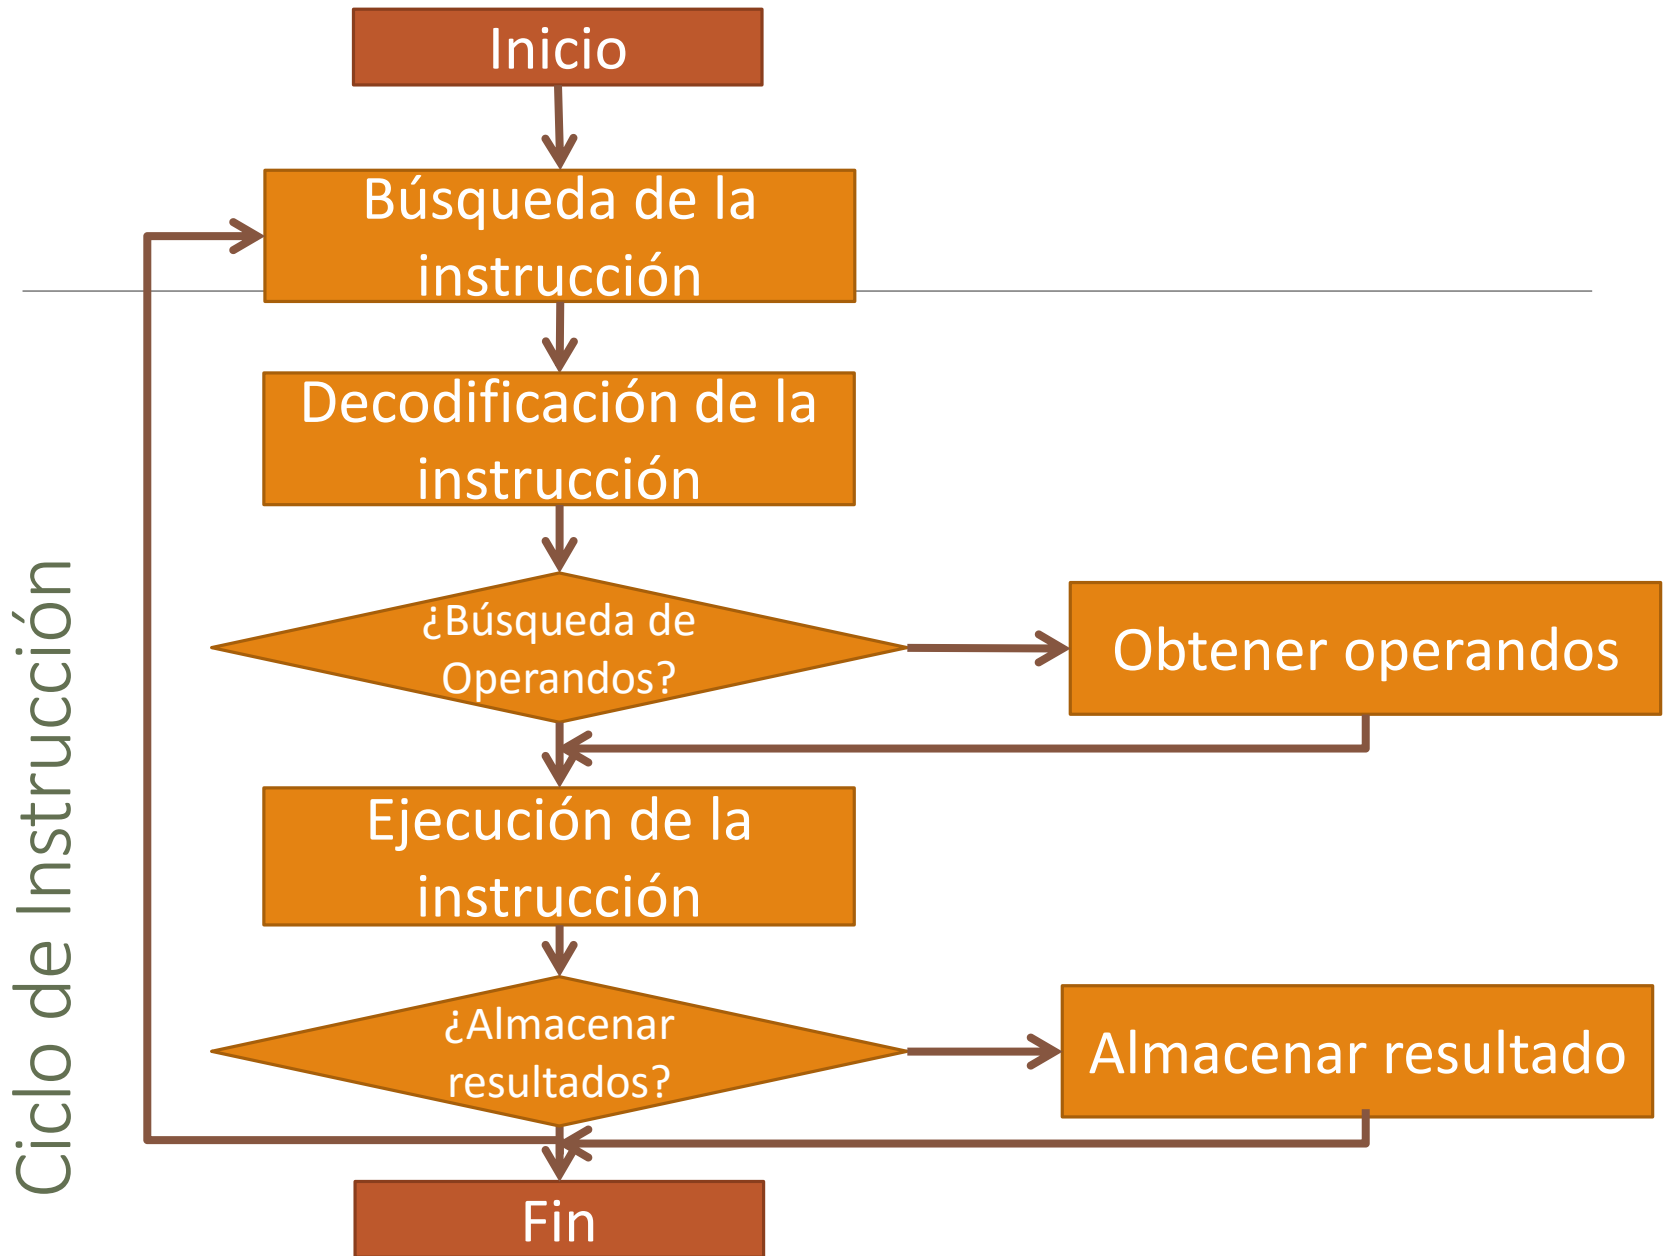 Inicio
Búsqueda de la
instrucción
Decodificación de la
instrucción
¿Búsqueda de
Operandos?
Obtener operandos
Ejecución de la
instrucción
¿Almacenar
resultados?
Almacenar resultado
Fin
Ciclo de Instrucción